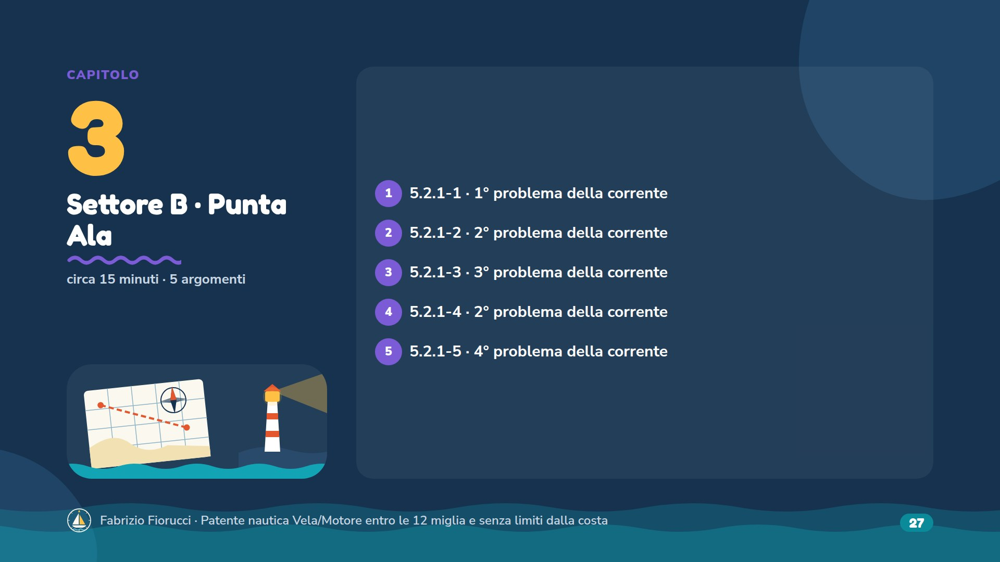 CAPITOLO
3
Settore B · Punta
Ala
circa 15 minuti · 5 argomenti
1 5.2.1-1 · 1° problema della corrente
2 5.2.1-2 · 2° problema della corrente
3 5.2.1-3 · 3° problema della corrente
4 5.2.1-4 · 2° problema della corrente
5 5.2.1-5 · 4° problema della corrente
Fabrizio Fiorucci · Patente nautica Vela/Motore entro le 12 miglia e senza limiti dalla costa
27